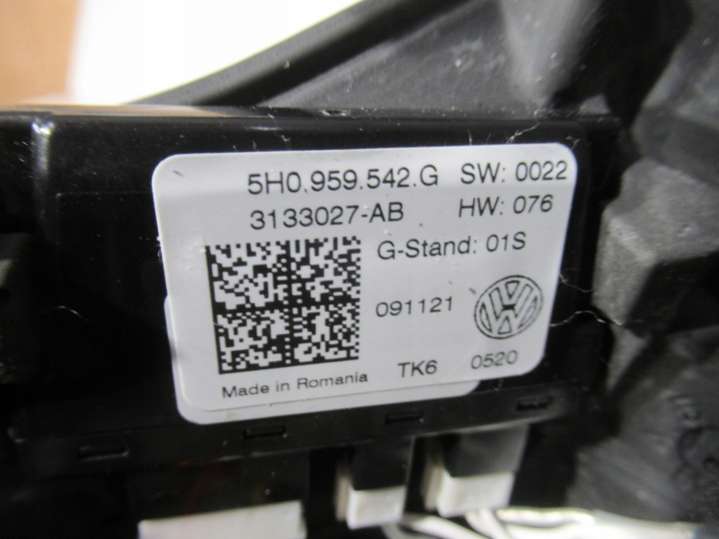 5H0.959.542.G SW: 0022
3133027-AB HW: 076
G-Stand: 01S
091121
Made in Romania TK6 0520